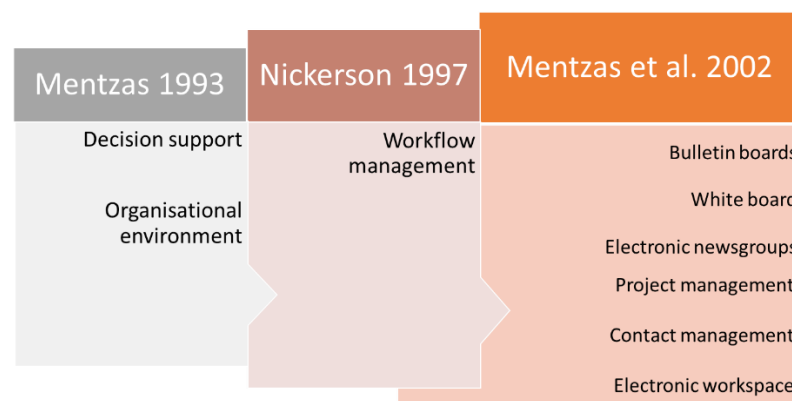 Mentzas 1993
Decision support
Organisational
environment
Nickerson 1997
Workflow
management
Mentzas et al. 2002
Bulletin boards
White board
Electronic newsgroups
Project management
Contact management
Electronic workspace